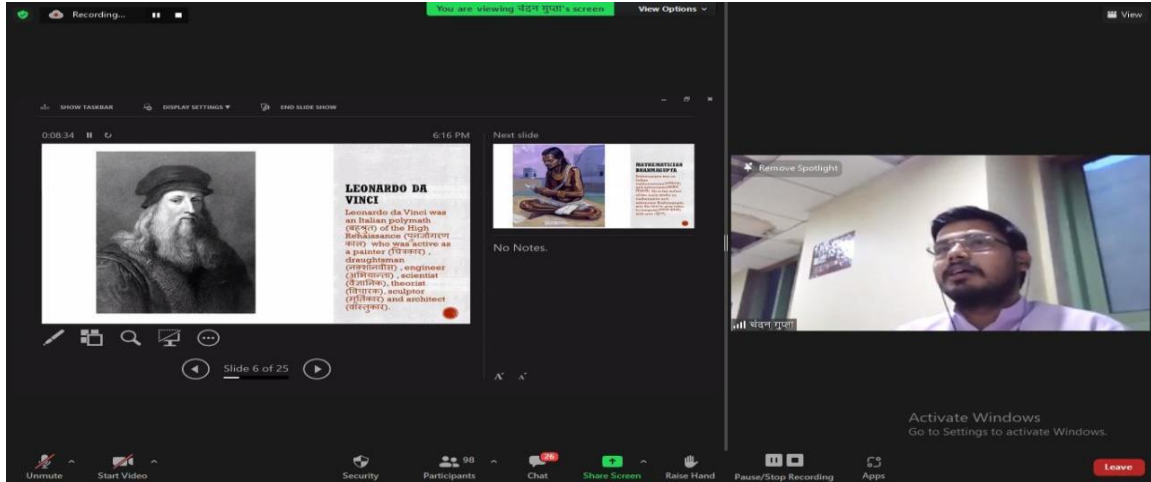 Recording...
You are viewing चंदन गुप्ता's screen
View Options
View
SHOW TASKBAR
DISPLAY SETTINGS
END SLIDE SHOW
0:08:34
6:16 PM
Next slide
LEONARDO DA
VINCI
Leonardo da Vinci was
an Italian polymath
(बहुश्रुत) of the High
Renaissance (पुनर्जागरण
काल) who was active as
a painter (चित्रकार) ,
draughtsman
(नक्शानवीस) , engineer
(अभियान्ता) , scientist
(वैज्ञानिक), theorist
(विचारक), sculptor
(मूर्तिकार) and architect
(वास्तुकार).
MATHEMATICIAN
BRAHMAGUPTA
No Notes.
Slide 6 of 25
Remove Spotlight
चंदन गुप्ता
Activate Windows
Go to Settings to activate Windows.
Unmute
Start Video
Security
98
Participants
26
Chat
Share Screen
Raise Hand
Pause/Stop Recording
Apps
Leave